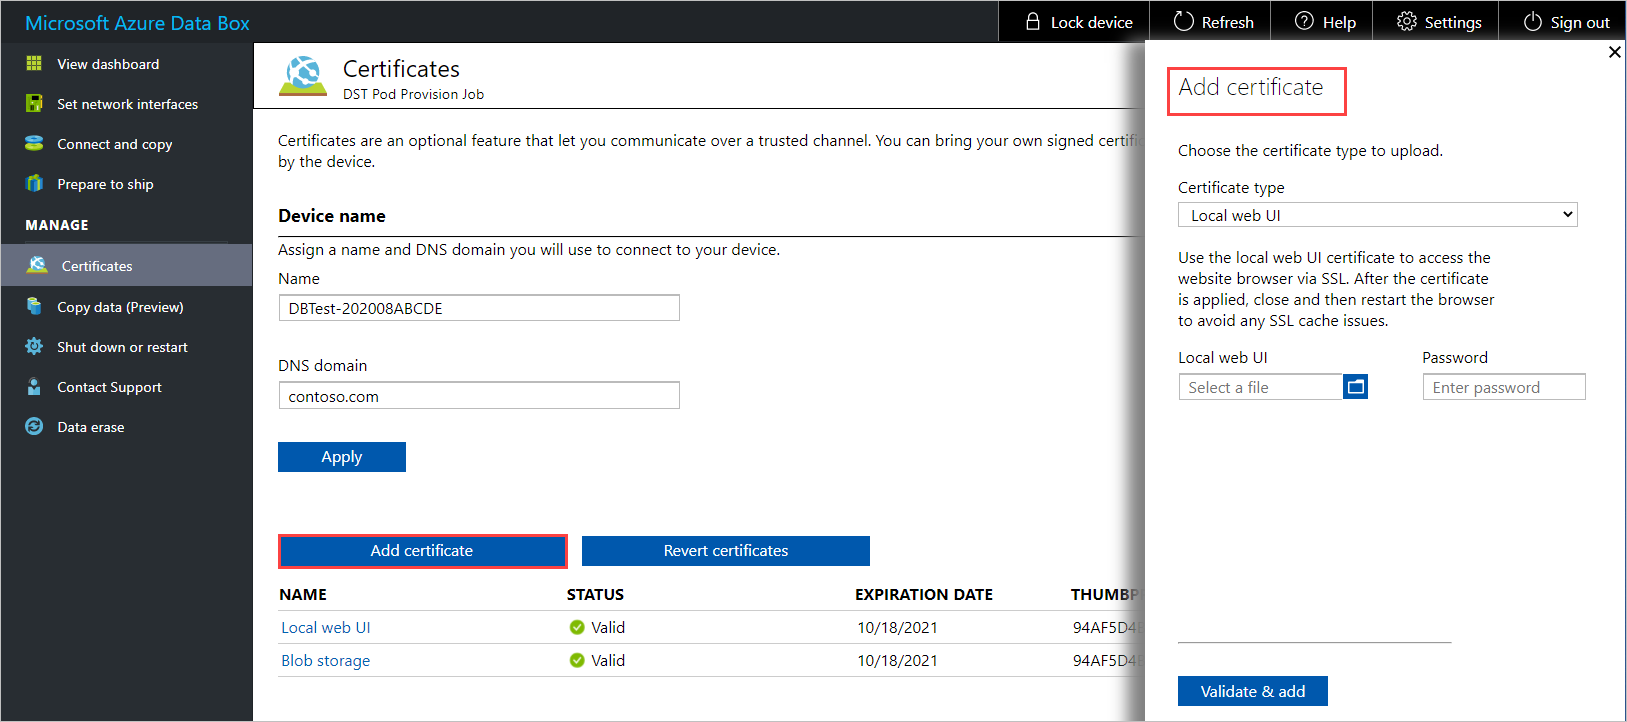 Microsoft Azure Data Box
Lock device
Refresh
Help
Settings
Sign out
View dashboard
Set network interfaces
Connect and copy
Prepare to ship
MANAGE
Certificates
Copy data (Preview)
Shut down or restart
Contact Support
Data erase
Certificates
DST Pod Provision Job
Certificates are an optional feature that let you communicate over a trusted channel. You can bring your own signed
by the device.
Device name
Assign a name and DNS domain you will use to connect to your device.
Name
DBTest-202008ABCDE
DNS domain
contoso.com
Apply
Add certificate
Revert certificates
NAME STATUS EXPIRATION DATE
Local web UI Valid 10/18/2021 94AF5D4
Blob storage Valid 10/18/2021 94AF5D4
Add certificate
Choose the certificate type to upload.
Certificate type
Local web UI
Use the local web UI certificate to access the
website browser via SSL. After the certificate
is applied, close and then restart the browser
to avoid any SSL cache issues.
Local web UI Password
Select a file Enter password
Validate & add